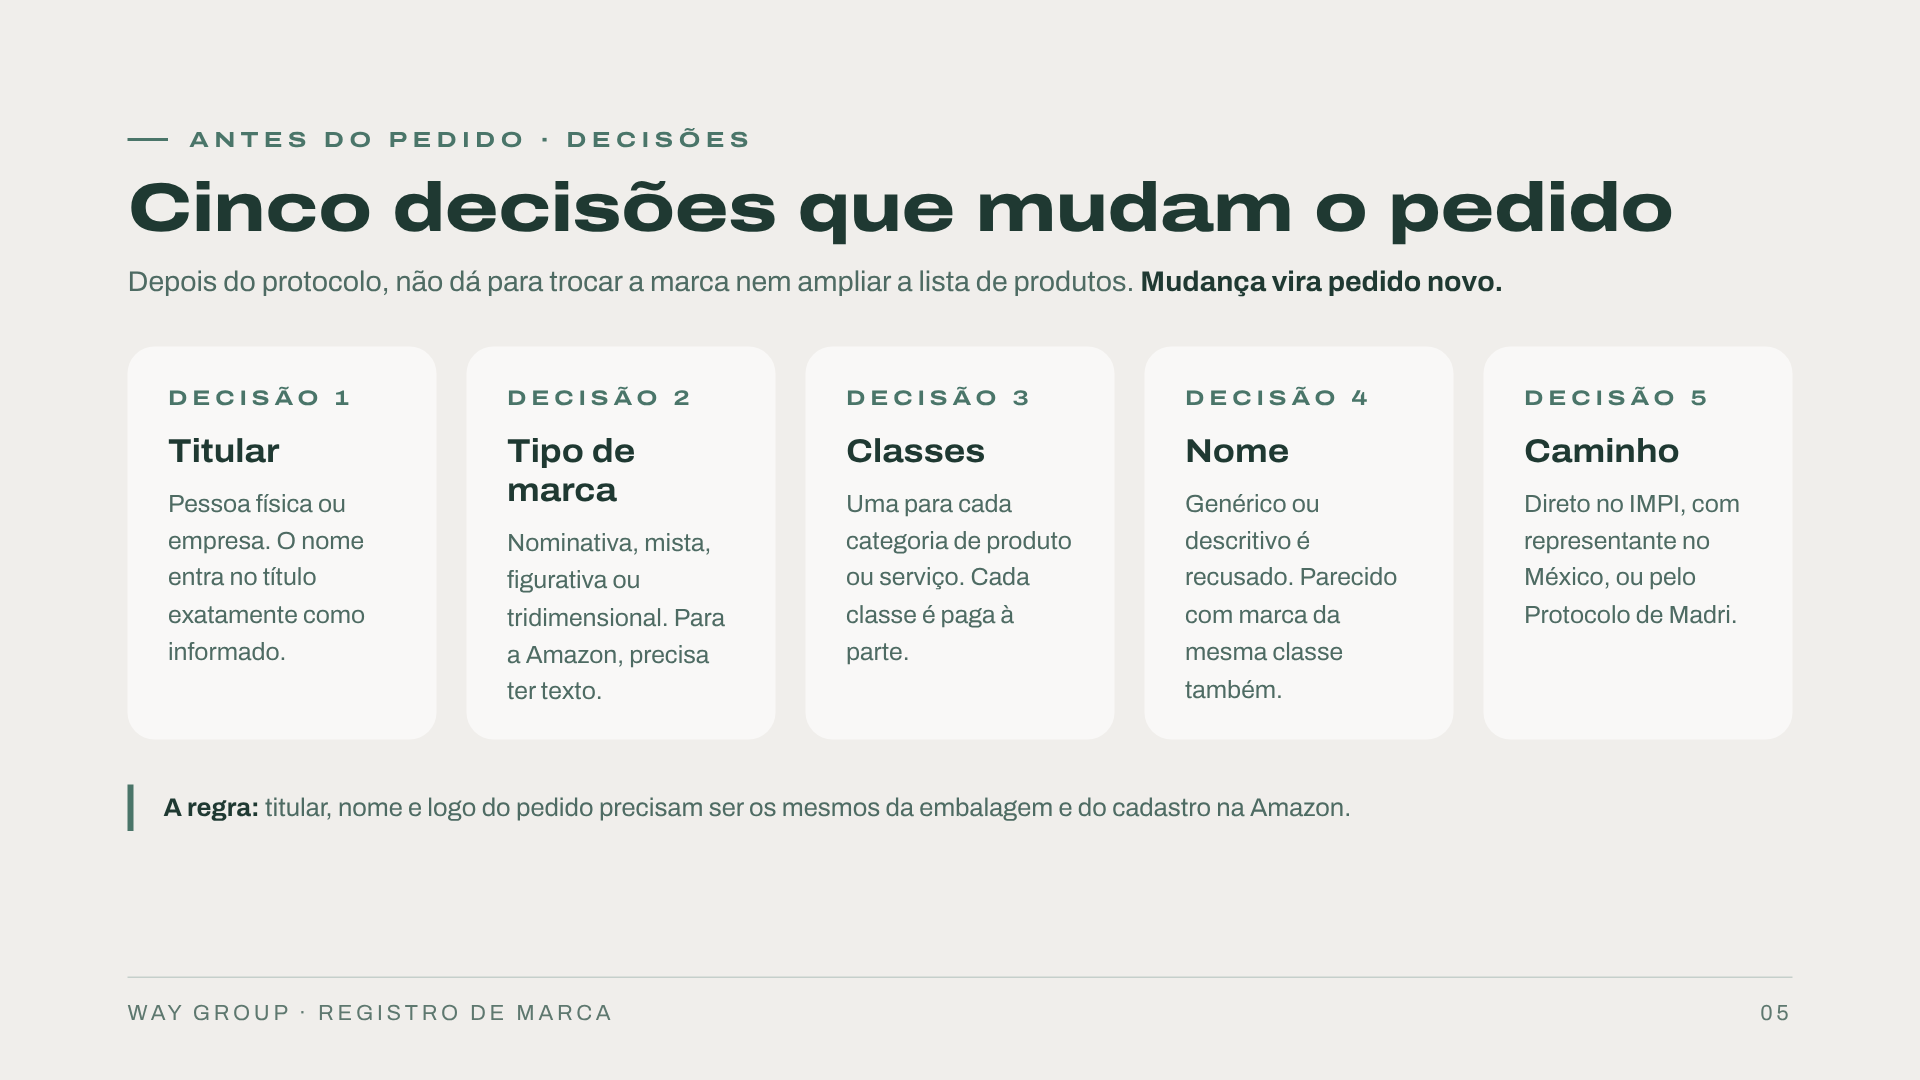 ANTES DO PEDIDO · DECISÕES
Cinco decisões que mudam o pedido
Depois do protocolo, não dá para trocar a marca nem ampliar a lista de produtos. Mudança vira pedido novo.
DECISÃO 1
Titular
Pessoa física ou
empresa. O nome
entra no título
exatamente como
informado.
DECISÃO 2
Tipo de
marca
Nominativa, mista,
figurativa ou
tridimensional. Para
a Amazon, precisa
ter texto.
DECISÃO 3
Classes
Uma para cada
categoria de produto
ou serviço. Cada
classe é paga à
parte.
DECISÃO 4
Nome
Genérico ou
descritivo é
recusado. Parecido
com marca da
mesma classe
também.
DECISÃO 5
Caminho
Direto no IMPI, com
representante no
México, ou pelo
Protocolo de Madri.
A regra: titular, nome e logo do pedido precisam ser os mesmos da embalagem e do cadastro na Amazon.
WAY GROUP · REGISTRO DE MARCA
05